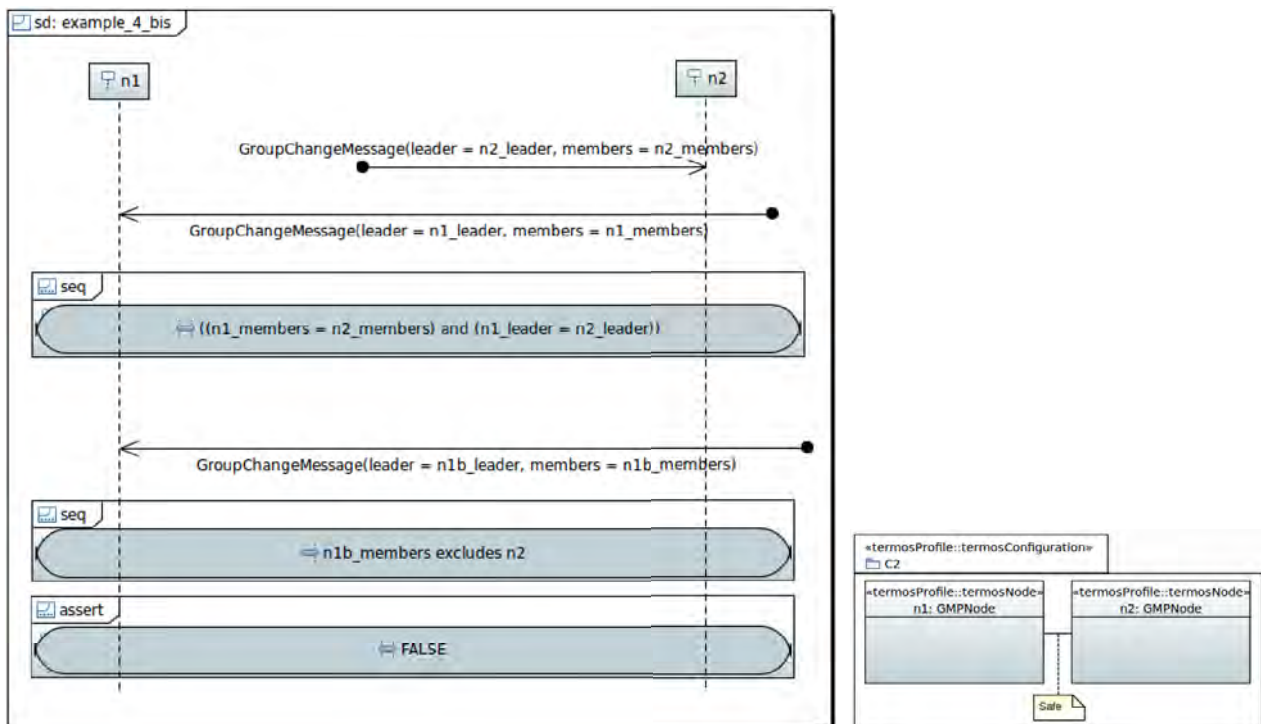 sd: example_4_bis
n1
n2
GroupChangeMessage(leader = n2_leader, members = n2_members)
GroupChangeMessage(leader = n1_leader, members = n1_members)
seq
((n1_members = n2_members) and (n1_leader = n2_leader))
GroupChangeMessage(leader = n1b_leader, members = n1b_members)
seq
n1b_members excludes n2
assert
FALSE
«termosProfile::termosConfiguration»
C2
«termosProfile::termosNode»
n1: GMPNode
«termosProfile::termosNode»
n2: GMPNode
Safe